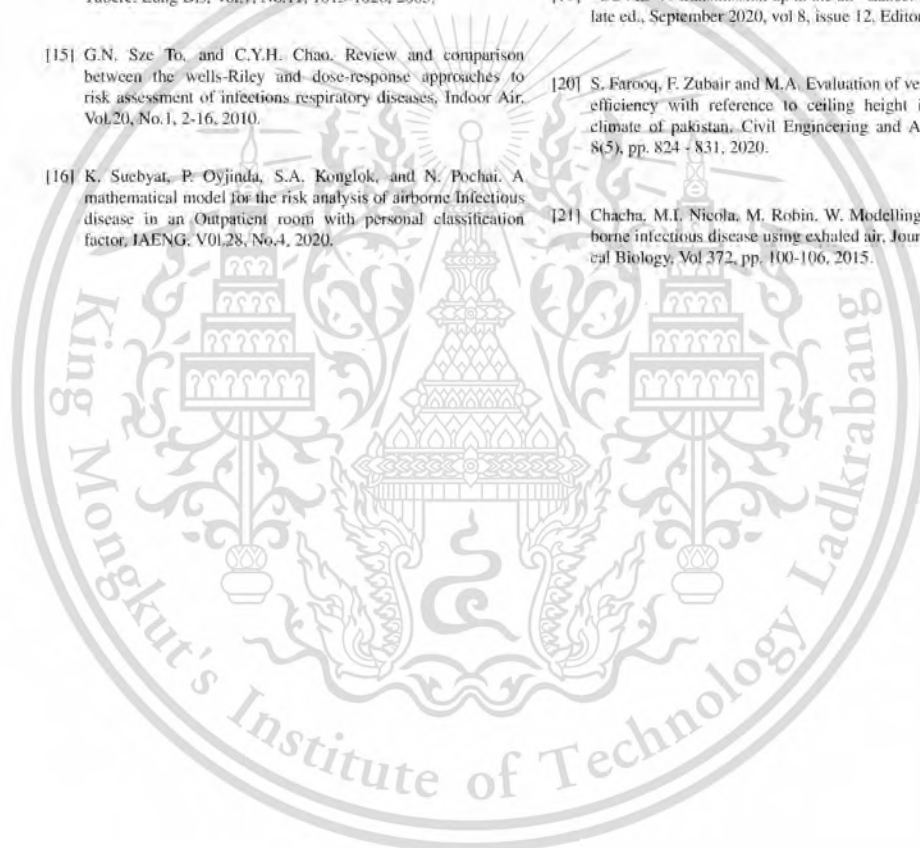 Tuberc. Lung Dis, Vol.7, No.11, 1015-1026, 2003,
[15] G.N. Sze To, and C.Y.H. Chao. Review and comparison
between the wells-Riley and dose-response approaches to
risk assessment of infections respiratory diseases, Indoor Air,
Vol.20, No.1, 2-16, 2010.
[16] K. Suebyat, P. Oyjinda, S.A. Konglok, and N. Pochai. A
mathematical model for the risk analysis of airborne Infectious
disease in an Outpatient room with personal classification
factor, IAENG, V01.28, No.4, 2020.
late ed., September 2020, vol 8, issue 12. Editor
[20] S. Farooq, F. Zubair and M.A. Evaluation of ve
efficiency with reference to ceiling height i
climate of pakistan. Civil Engineering and A
8(5), pp. 824 - 831, 2020.
[21] Chacha, M.I. Nicola, M. Robin. W. Modelling
borne infectious disease using exhaled air, Jour
cal Biology, Vol 372, pp. 100-106, 2015.
King Mongkut's Institute of Technology Ladkrabang